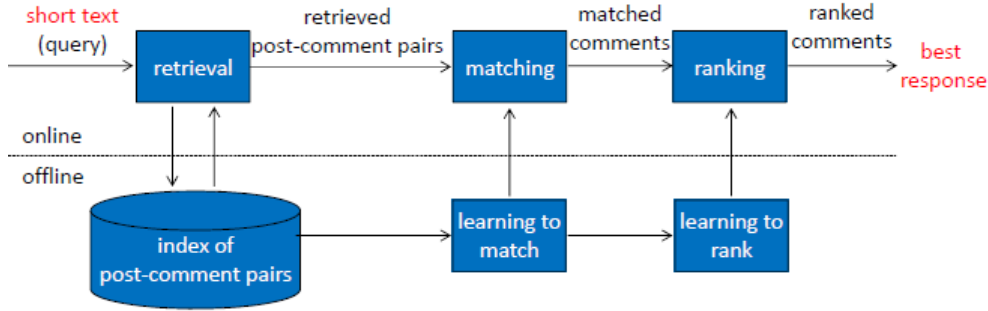 short text
(query)
retrieval
retrieved
post-comment pairs
matching
matched
comments
ranking
ranked
comments
best
response
online
offline
index of
post-comment pairs
learning to
match
learning to
rank